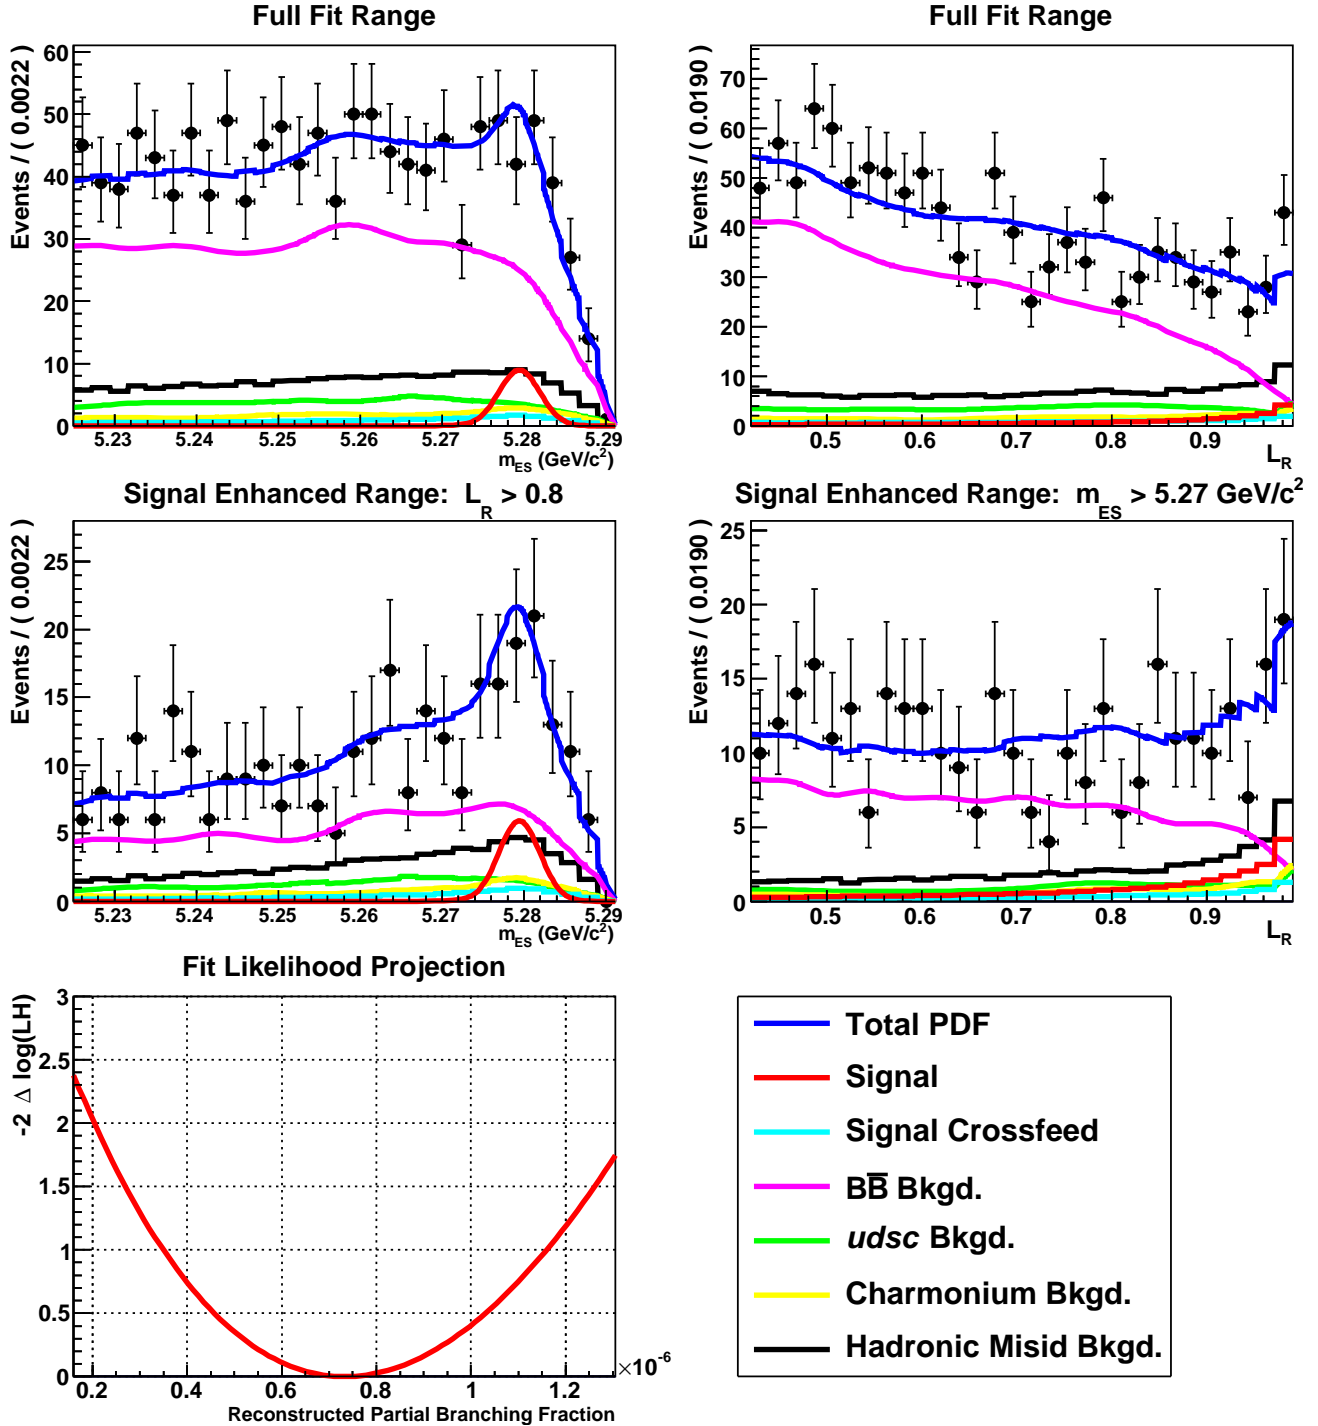 Full Fit Range
Events / ( 0.0022 )
60
50
40
30
20
10
0
5.23 5.24 5.25 5.26 5.27 5.28 5.29
m_ES (GeV/c²)
Full Fit Range
Events / ( 0.0190 )
70
60
50
40
30
20
10
0
0.5 0.6 0.7 0.8 0.9
L_R
Signal Enhanced Range: L_R > 0.8
Events / ( 0.0022 )
25
20
15
10
5
0
5.23 5.24 5.25 5.26 5.27 5.28 5.29
m_ES (GeV/c²)
Signal Enhanced Range: m_ES > 5.27 GeV/c²
Events / ( 0.0190 )
25
20
15
10
5
0
0.5 0.6 0.7 0.8 0.9
L_R
Fit Likelihood Projection
-2 Δ log(LH)
3
2.5
2
1.5
1
0.5
0
0.2 0.4 0.6 0.8 1 1.2
×10⁻⁶
Reconstructed Partial Branching Fraction
Total PDF
Signal
Signal Crossfeed
BB̅ Bkgd.
udsc Bkgd.
Charmonium Bkgd.
Hadronic Misid Bkgd.